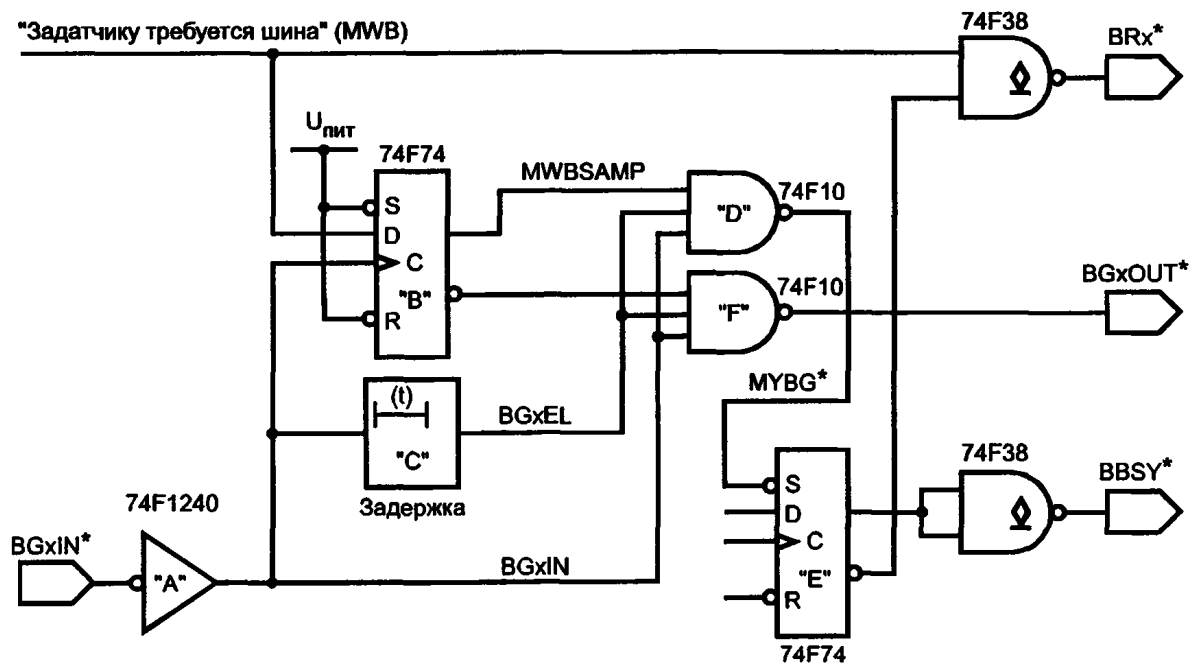 "Задатчику требуется шина" (MWB)
74F38
BRx*
Uпит
74F74
MWBSAMP
S
D
C
"B"
R
"D"
74F10
"F"
74F10
BGxOUT*
MYBG*
(t)
"C"
BGxEL
Задержка
74F1240
BGxIN*
"A"
BGxIN
S
D
C
"E"
R
74F74
74F38
BBSY*